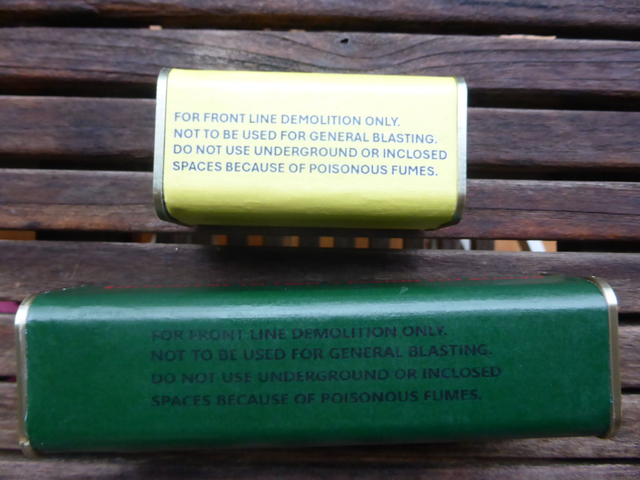 FOR FRONT LINE DEMOLITION ONLY.
NOT TO BE USED FOR GENERAL BLASTING.
DO NOT USE UNDERGROUND OR INCLOSED
SPACES BECAUSE OF POISONOUS FUMES.
FOR FRONT LINE DEMOLITION ONLY.
NOT TO BE USED FOR GENERAL BLASTING.
DO NOT USE UNDERGROUND OR INCLOSED
SPACES BECAUSE OF POISONOUS FUMES.